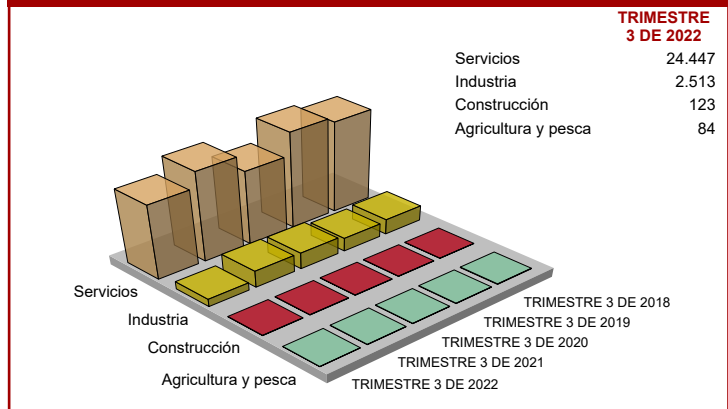 TRIMESTRE
3 DE 2022
Servicios 24.447
Industria 2.513
Construcción 123
Agricultura y pesca 84
Servicios
Industria
Construcción
Agricultura y pesca
TRIMESTRE 3 DE 2018
TRIMESTRE 3 DE 2019
TRIMESTRE 3 DE 2020
TRIMESTRE 3 DE 2021
TRIMESTRE 3 DE 2022